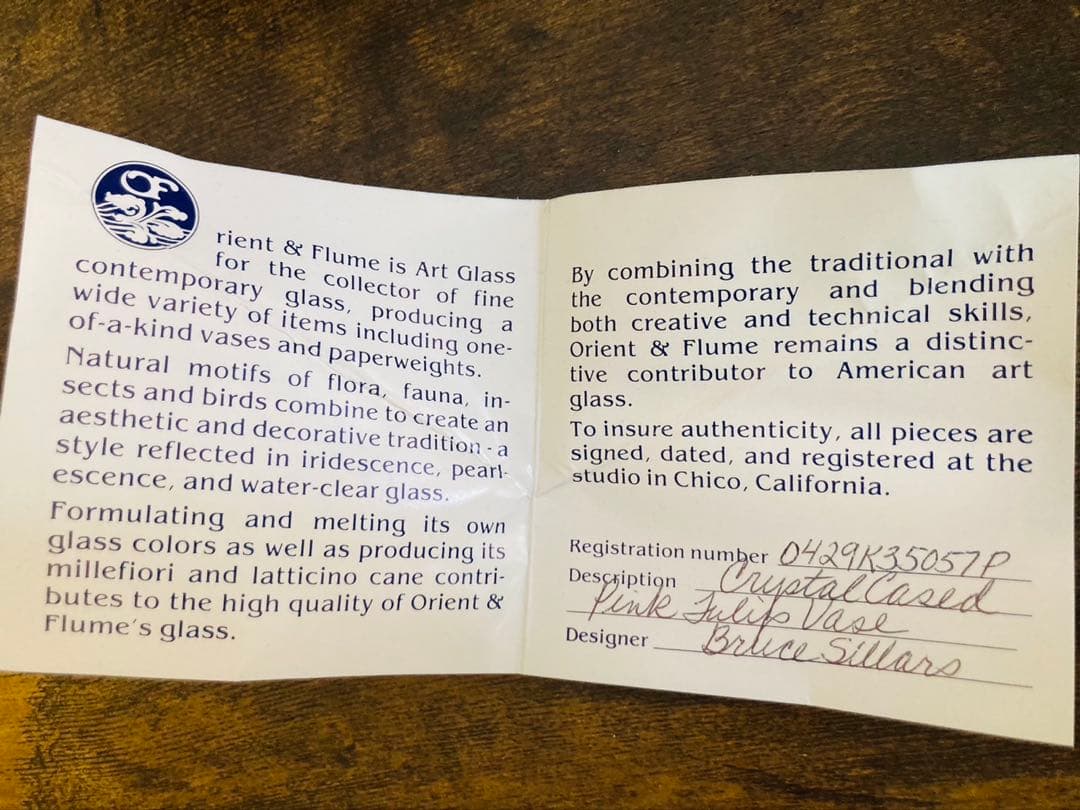 OF
rient & Flume is Art Glass
for the collector of fine
contemporary glass, producing a
wide variety of items including one-
of-a-kind vases and paperweights.
Natural motifs of flora, fauna, in-
sects and birds combine to create an
aesthetic and decorative tradition - a
style reflected in iridescence, pearl-
escence, and water-clear glass.
Formulating and melting its own
glass colors as well as producing its
millefiori and latticino cane contri-
butes to the high quality of Orient &
Flume's glass.
By combining the traditional with
the contemporary and blending
both creative and technical skills,
Orient & Flume remains a distinc-
tive contributor to American art
glass.
To insure authenticity, all pieces are
signed, dated, and registered at the
studio in Chico, California.
Registration number 0429K35057P
Description Crystal Cased
Pink Tulip Vase
Designer Bruce Sillars